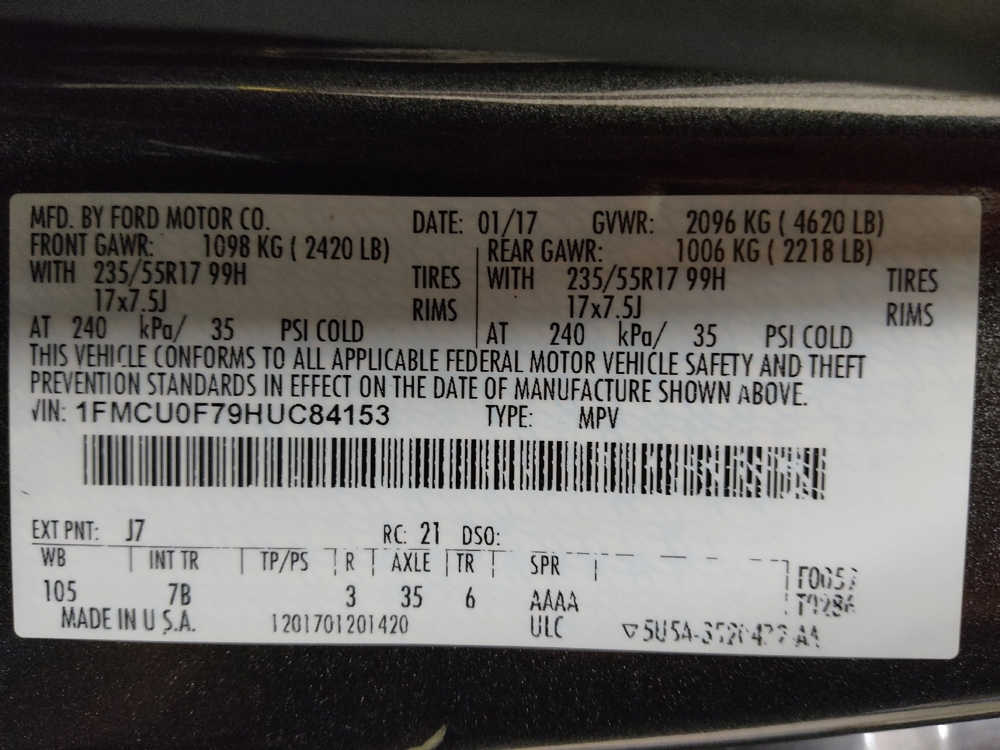 MFD. BY FORD MOTOR CO. DATE: 01/17 GVWR: 2096 KG ( 4620 LB)
FRONT GAWR: 1098 KG ( 2420 LB) REAR GAWR: 1006 KG ( 2218 LB)
WITH 235/55R17 99H TIRES WITH 235/55R17 99H TIRES
17x7.5J RIMS 17x7.5J RIMS
AT 240 kPa/ 35 PSI COLD AT 240 kPa/ 35 PSI COLD
THIS VEHICLE CONFORMS TO ALL APPLICABLE FEDERAL MOTOR VEHICLE SAFETY AND THEFT
PREVENTION STANDARDS IN EFFECT ON THE DATE OF MANUFACTURE SHOWN ABOVE.
VIN: 1FMCU0F79HUC84153 TYPE: MPV
EXT PNT: J7 RC: 21 DSO:
WB INT TR TP/PS R AXLE TR SPR
105 7B 3 35 6 AAAA
MADE IN U.S.A. 1201701201420 ULC